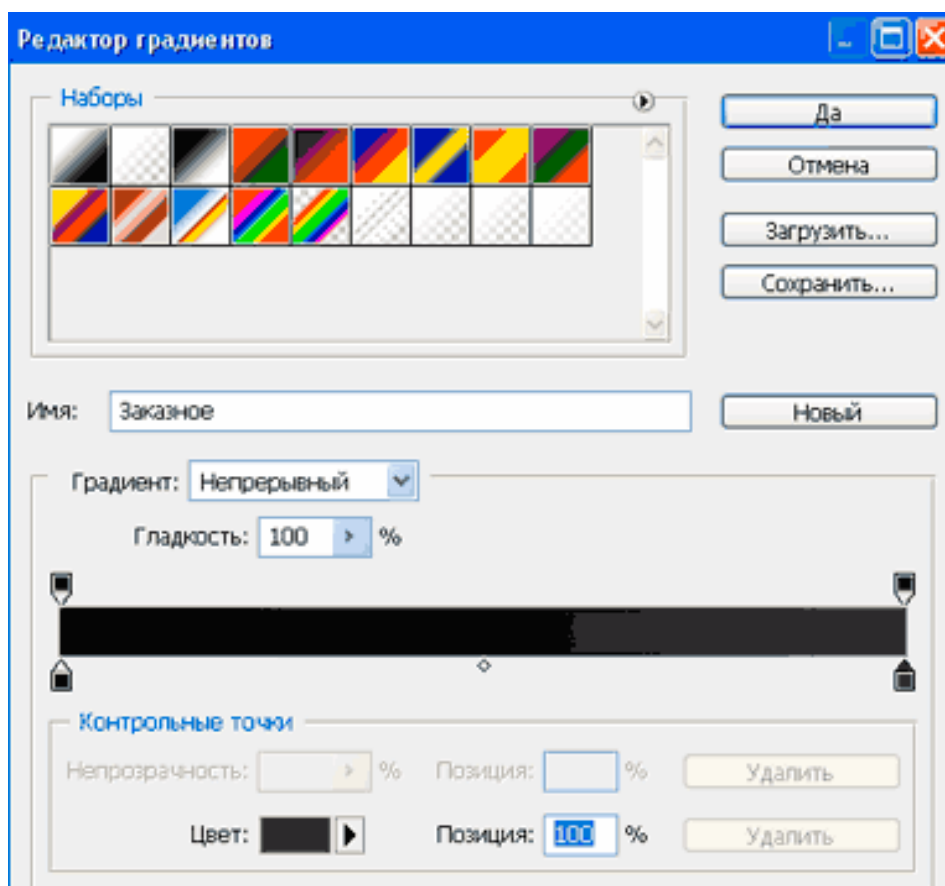 Редактор градиентов
Наборы
Да
Отмена
Загрузить...
Сохранить...
Имя: Заказное
Новый
Градиент: Непрерывный
Гладкость: 100 %
Контрольные точки
Непрозрачность: % Позиция: % Удалить
Цвет: Позиция: 100 % Удалить